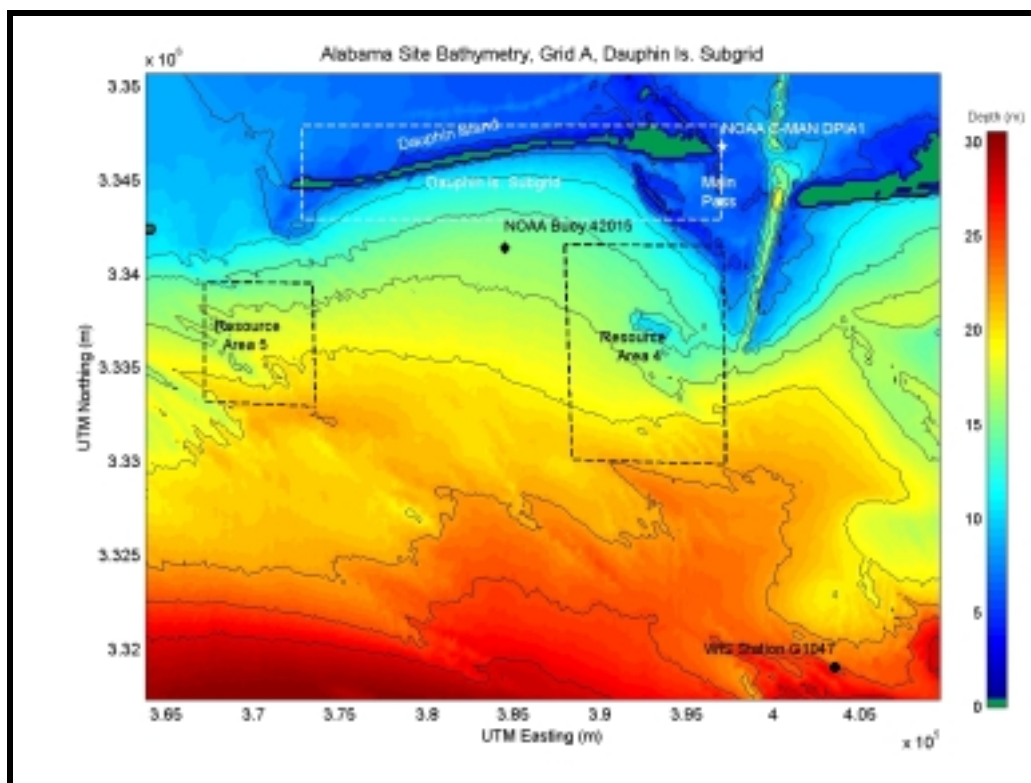 Alabama Site Bathymetry, Grid A, Dauphin Is. Subgrid
x 10
3.35
3.345
3.34
3.335
3.33
3.325
3.32
UTM Northing (m)
Dauphin Island
NOAA C-MAN DPIA1
Dauphin Is. Subgrid
Main
Pass
NOAA Buoy 42015
Resource
Area 5
Resource
Area 4
WIS Station G1047
3.65
3.7
3.75
3.8
3.85
3.9
3.95
4
4.05
UTM Easting (m)
x 10
Depth (m)
30
25
20
15
10
5
0